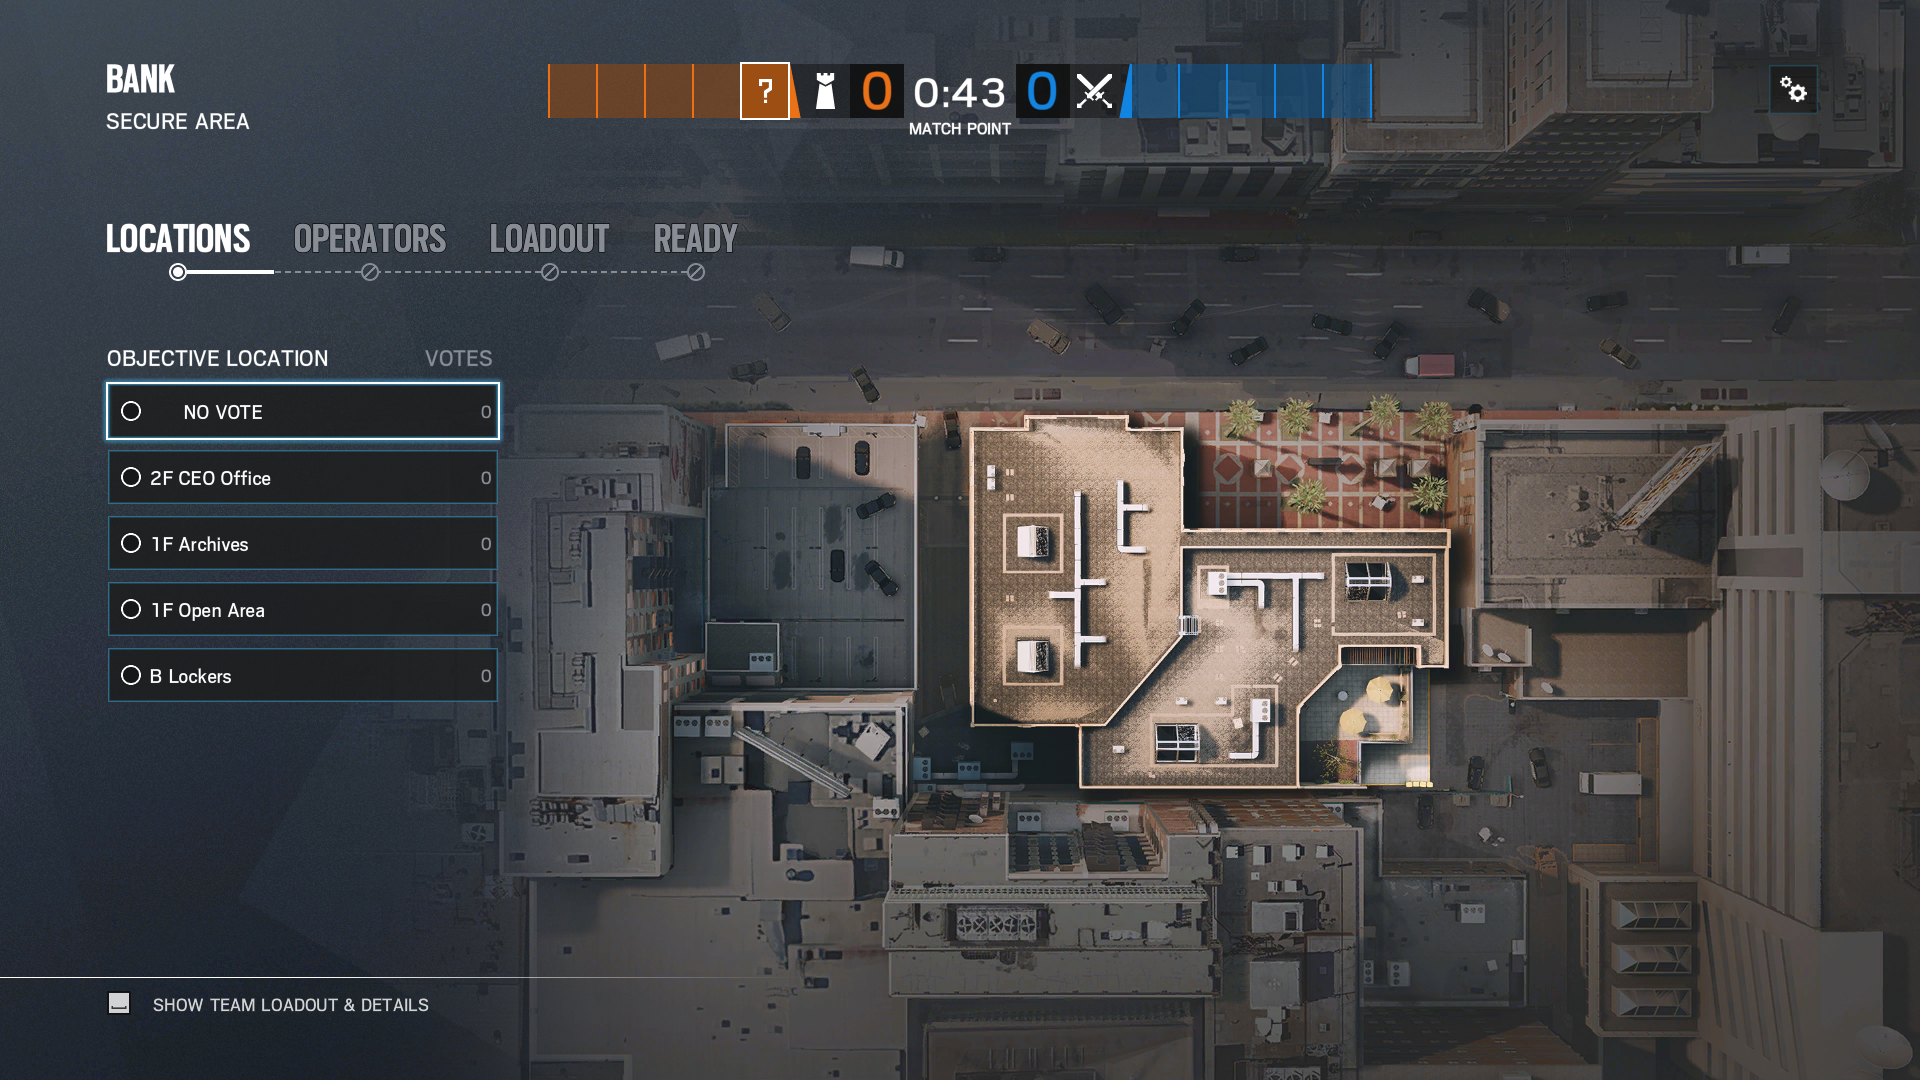 BANK
SECURE AREA
?
0
0:43
0
MATCH POINT
LOCATIONS
OPERATORS
LOADOUT
READY
OBJECTIVE LOCATION
VOTES
NO VOTE
0
2F CEO Office
0
1F Archives
0
1F Open Area
0
B Lockers
0
SHOW TEAM LOADOUT & DETAILS